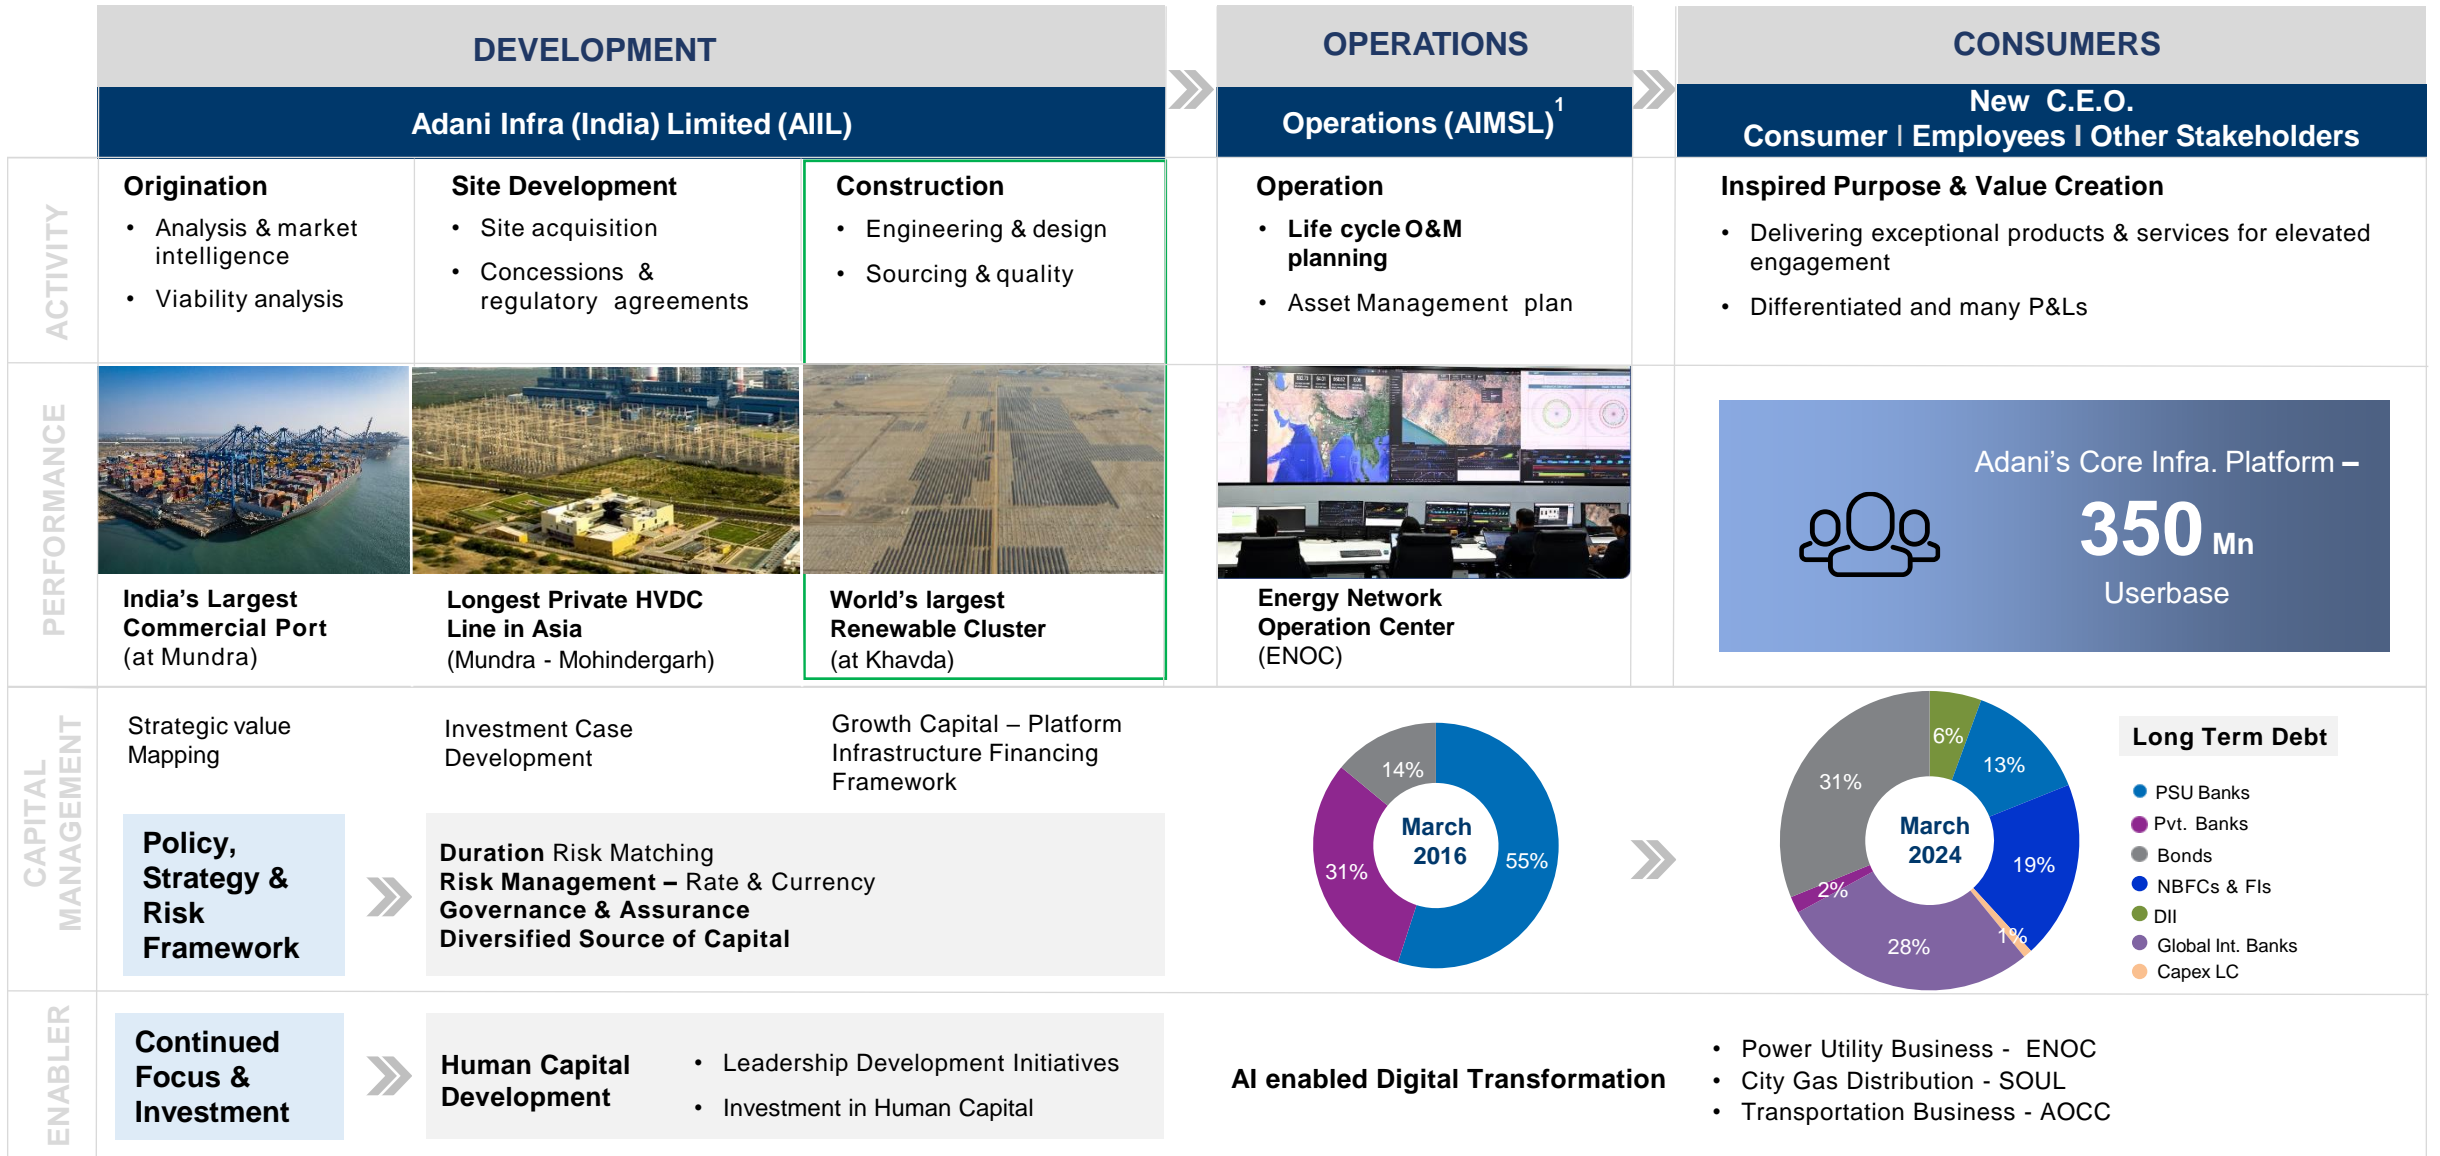 DEVELOPMENT
OPERATIONS
CONSUMERS
Adani Infra (India) Limited (AIIL)
Operations (AIMSL)1
New C.E.O.
Consumer I Employees I Other Stakeholders
ACTIVITY
Origination
• Analysis & market
intelligence
• Viability analysis
Site Development
• Site acquisition
• Concessions &
regulatory agreements
Construction
• Engineering & design
• Sourcing & quality
Operation
• Life cycle O&M
planning
• Asset Management plan
Inspired Purpose & Value Creation
• Delivering exceptional products & services for elevated
engagement
• Differentiated and many P&Ls
PERFORMANCE
India's Largest
Commercial Port
(at Mundra)
Longest Private HVDC
Line in Asia
(Mundra - Mohindergarh)
World's largest
Renewable Cluster
(at Khavda)
Energy Network
Operation Center
(ENOC)
Adani's Core Infra. Platform –
350 Mn
Userbase
CAPITAL
MANAGEMENT
Strategic value
Mapping
Investment Case
Development
Growth Capital – Platform
Infrastructure Financing
Framework
Policy,
Strategy &
Risk
Framework
Duration Risk Matching
Risk Management – Rate & Currency
Governance & Assurance
Diversified Source of Capital
14%
31%
55%
March
2016
6%
13%
31%
19%
2%
28%
1%
March
2024
Long Term Debt
PSU Banks
Pvt. Banks
Bonds
NBFCs & FIs
DII
Global Int. Banks
Capex LC
ENABLER
Continued
Focus &
Investment
Human Capital
Development
• Leadership Development Initiatives
• Investment in Human Capital
AI enabled Digital Transformation
• Power Utility Business - ENOC
• City Gas Distribution - SOUL
• Transportation Business - AOCC